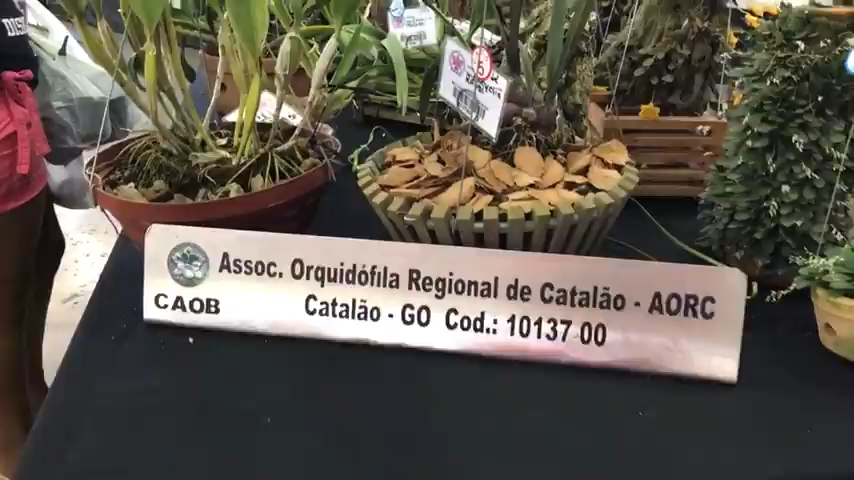 Assoc. Orquidófila Regional de Catalão - AORC
CAOB
Catalão - GO Cod.: 10137 00